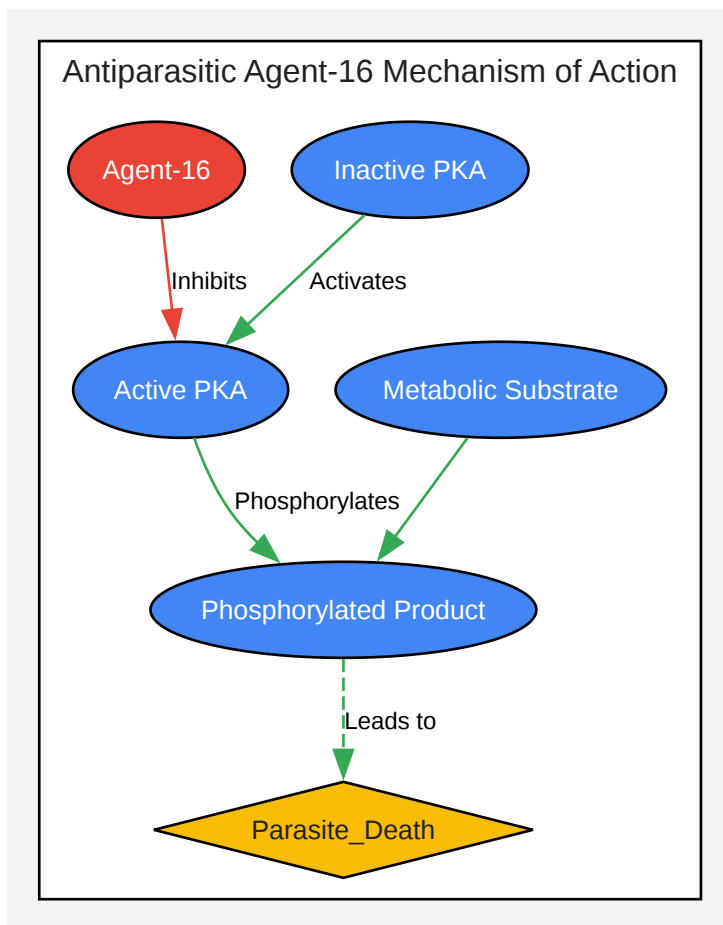 Antiparasitic Agent-16 Mechanism of Action
Agent-16
Inactive PKA
Inhibits
Activates
Active PKA
Metabolic Substrate
Phosphorylates
Phosphorylated Product
Leads to
Parasite_Death